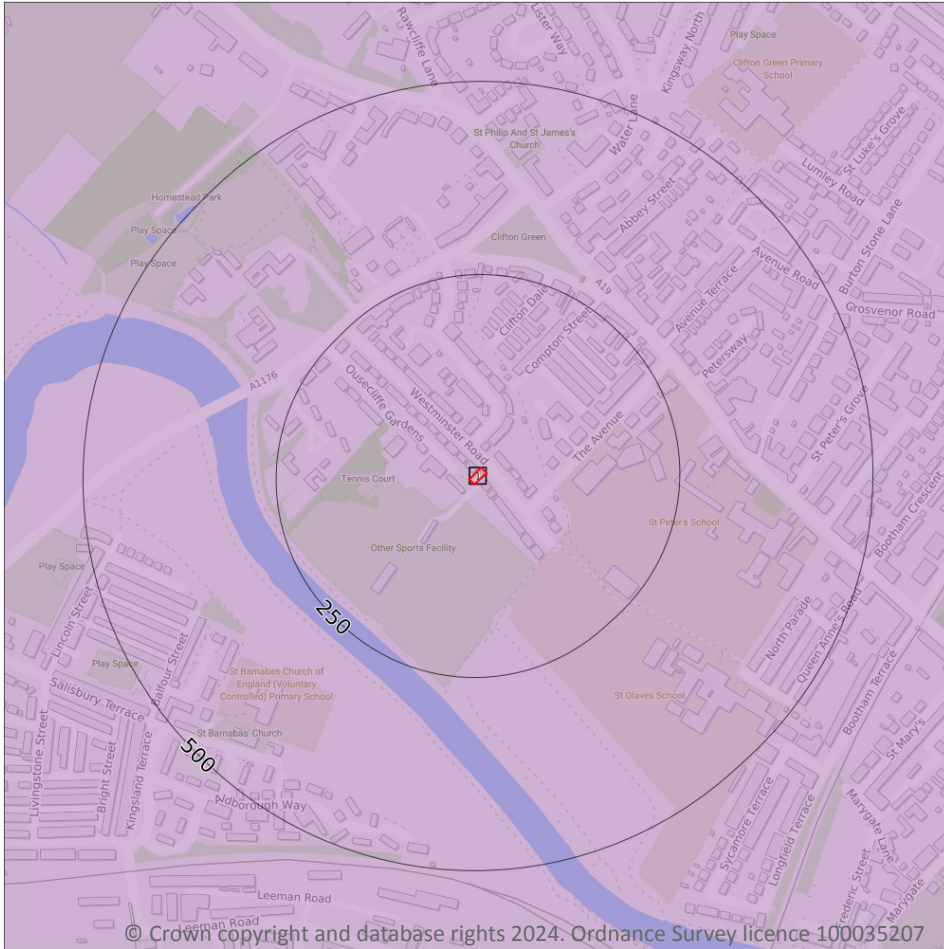 Rawcliffe Lane
Lister Way
Kingsway North
Play Space
Clifton Green Primary
School
St Philip And St James's
Church
Water Lane
St Luke's Grove
Lumley Road
Homestead Park
Abbey Street
Burton Stone Lane
Play Space
Clifton Green
Play Space
Avenue Road
A19
Avenue Terrace
Grosvenor Road
Clifton Dale
Compton Street
Petersway
A1176
Ousecliffe Gardens
Westminster Road
The Avenue
St Peter's Grove
Tennis Court
Bootham Crescent
St Peter's School
Other Sports Facility
Play Space
Lincoln Street
250
North Parade
Queen Anne's Road
Play Space
Balfour Street
St Barnabas Church of
England (Voluntary
Controlled) Primary School
St Olaves School
Bootham Terrace
Salisbury Terrace
St Barnabas' Church
St Mary's
500
Livingstone Street
Bright Street
Kingsland Terrace
Aldborough Way
Sycamore Terrace
Longfield Terrace
Marygate Lane
Leeman Road
Frederic Street
Marygate
Leeman Road
© Crown copyright and database rights 2024. Ordnance Survey licence 100035207